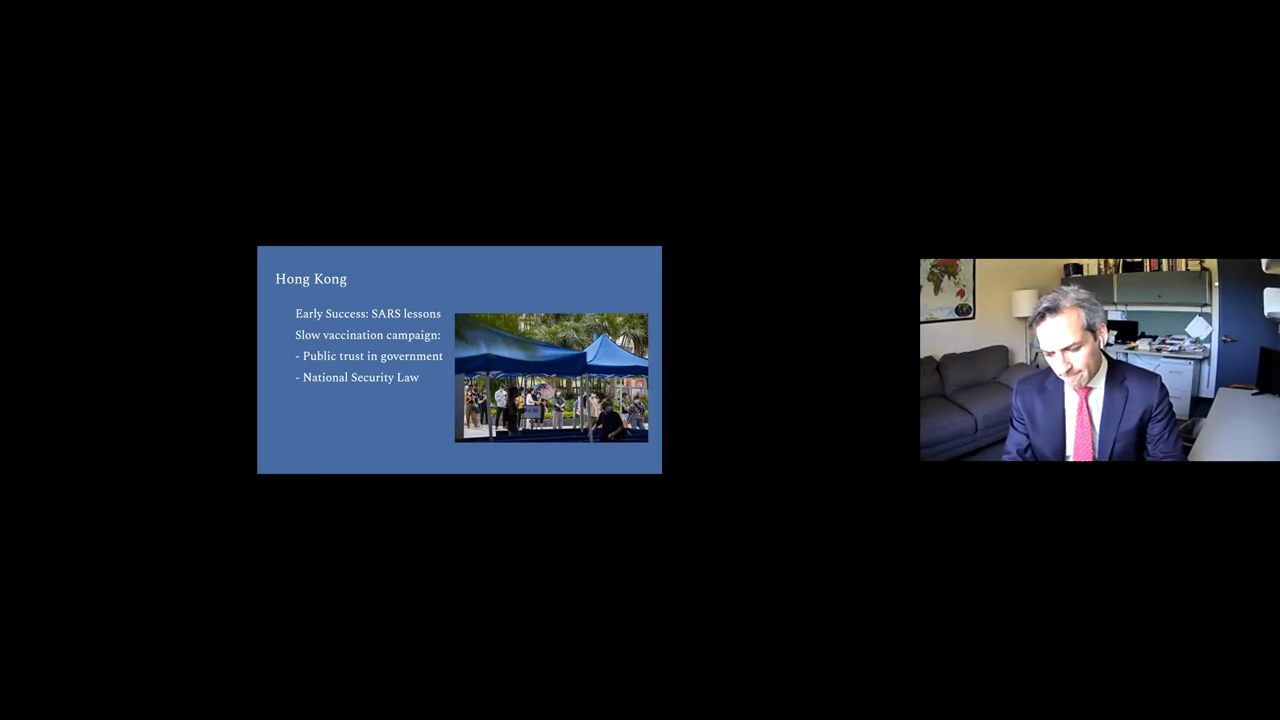 Hong Kong
Early Success: SARS lessons
Slow vaccination campaign:
- Public trust in government
- National Security Law